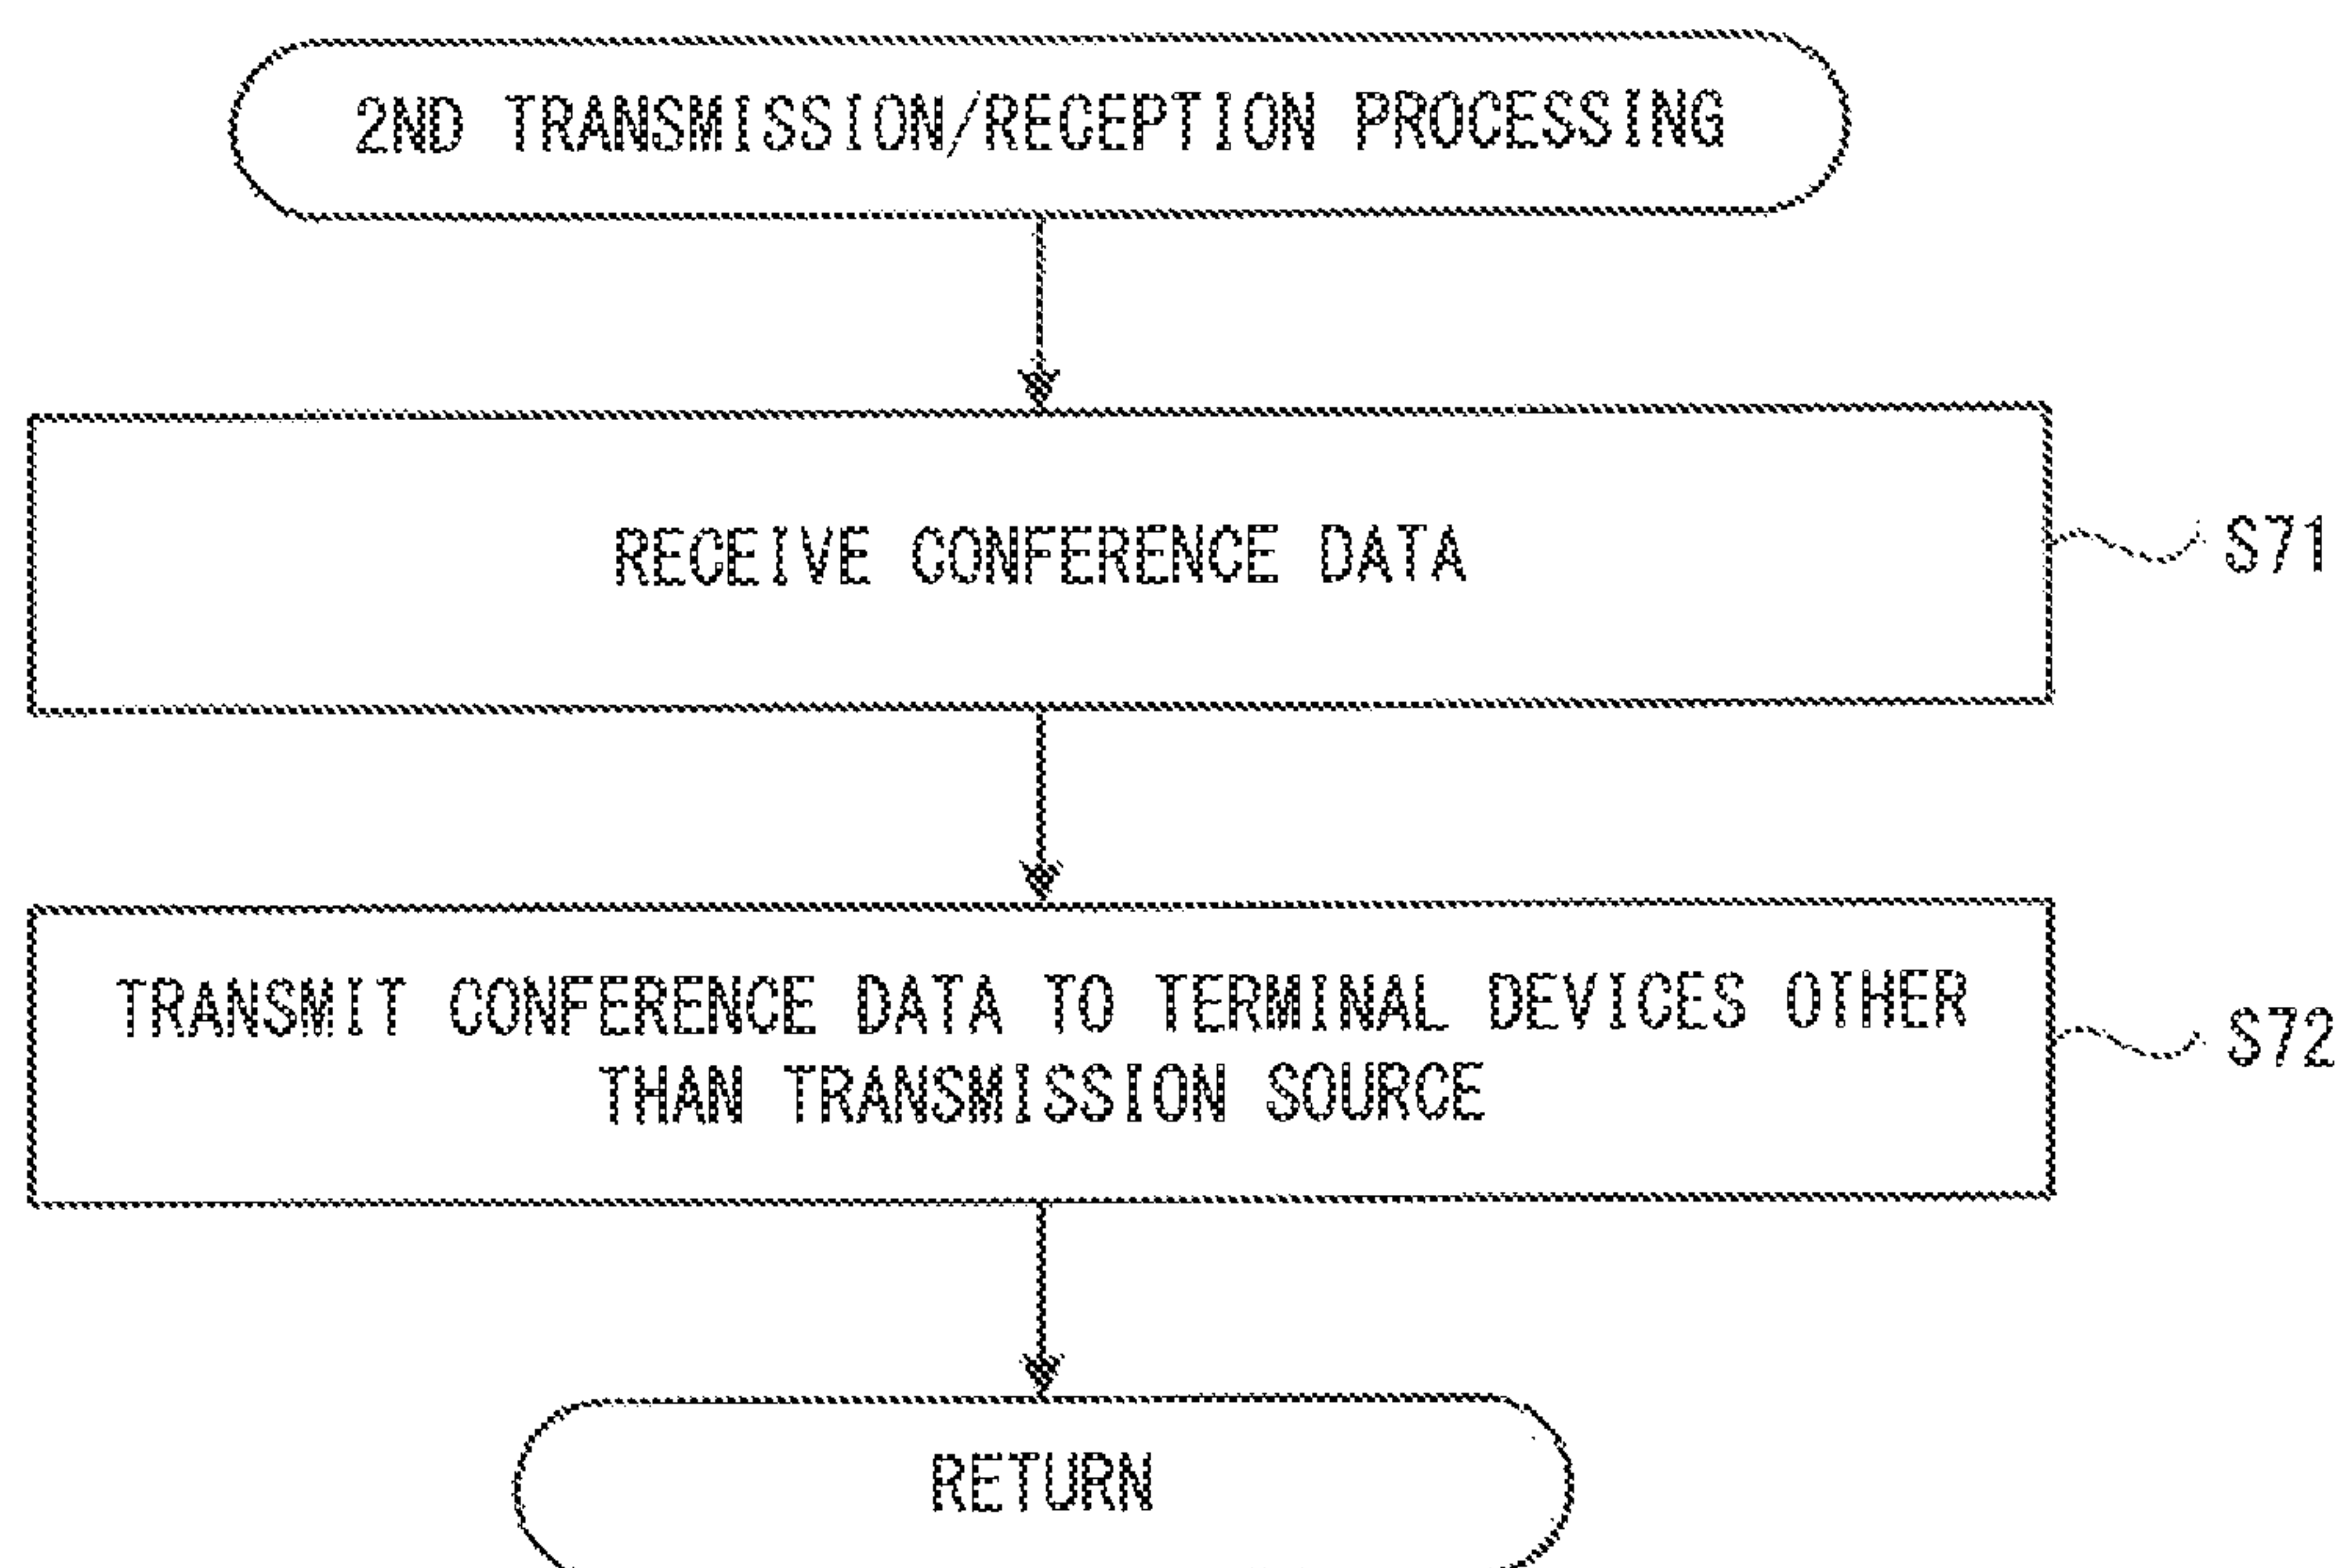 2ND TRANSMISSION/RECEPTION PROCESSING
RECEIVE CONFERENCE DATA
S71
TRANSMIT CONFERENCE DATA TO TERMINAL DEVICES OTHER
THAN TRANSMISSION SOURCE
S72
RETURN